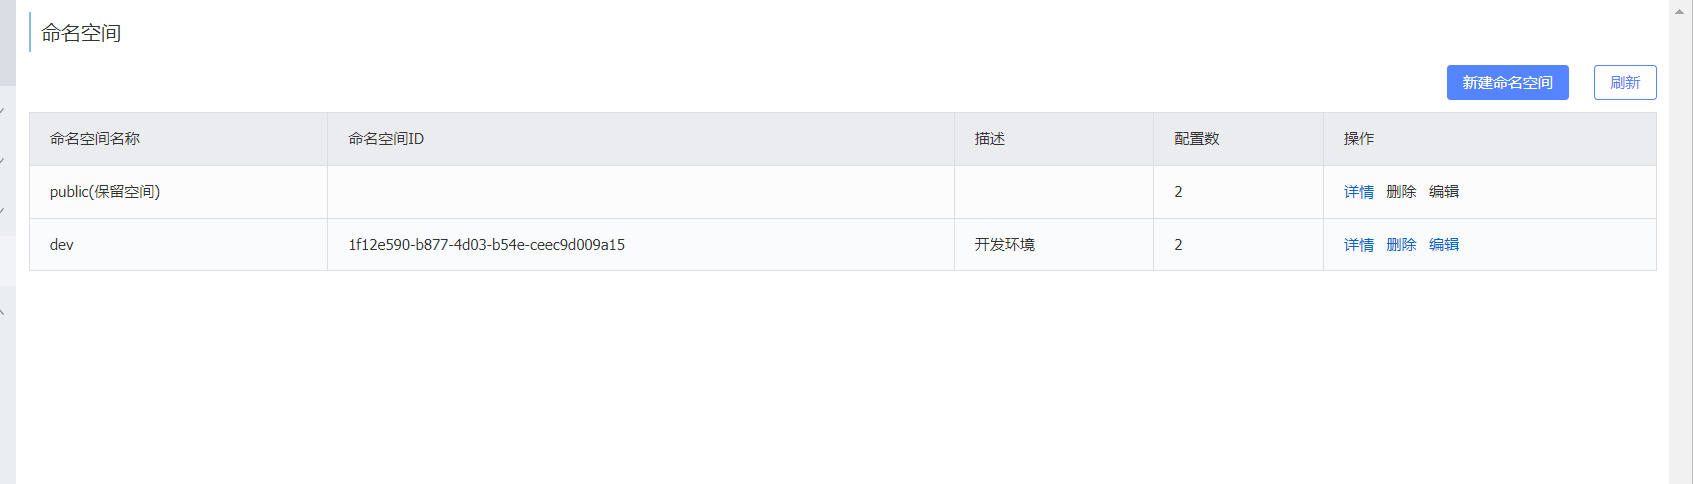 命名空间
新建命名空间 刷新
命名空间名称 命名空间ID 描述 配置数 操作
public(保留空间) 2 详情 删除 编辑
dev 1f12e590-b877-4d03-b54e-ceec9d009a15 开发环境 2 详情 删除 编辑